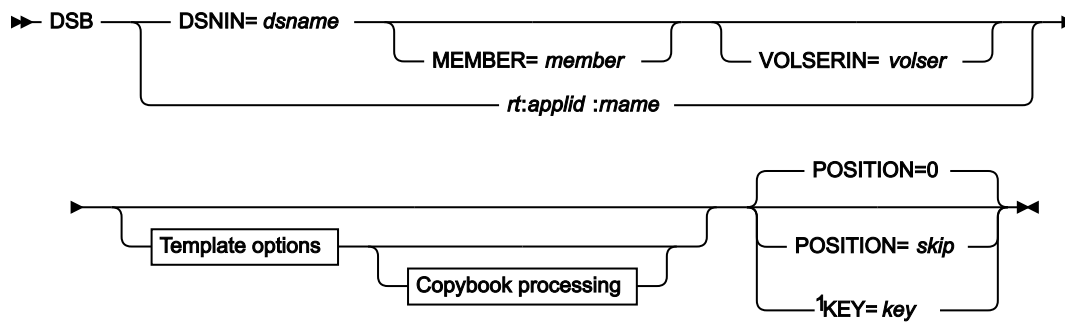 DSB DSNIN= dsname
MEMBER= member VOLSERIN= volser
rt:applid :rname
POSITION=0
Template options
POSITION= skip
Copybook processing
1KEY= key